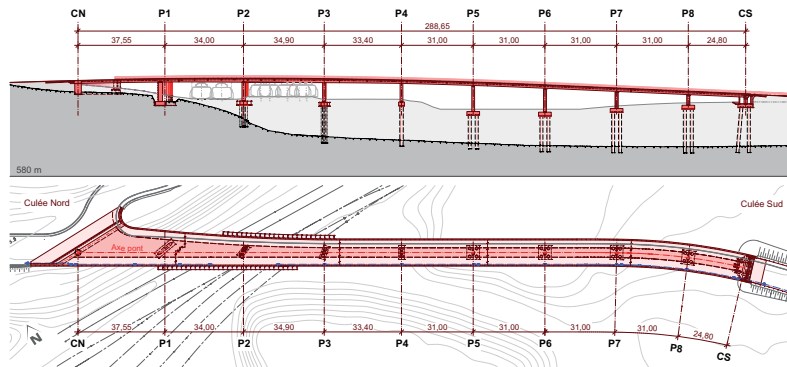 CN P1 P2 P3 P4 P5 P6 P7 P8 CS
288,65
37,55 34,00 34,90 33,40 31,00 31,00 31,00 31,00 24,80
580 m
Culée Nord Culée Sud
Axe pont
N
37,55 34,00 34,90 33,40 31,00 31,00 31,00 31,00 24,80
CN P1 P2 P3 P4 P5 P6 P7 P8 CS